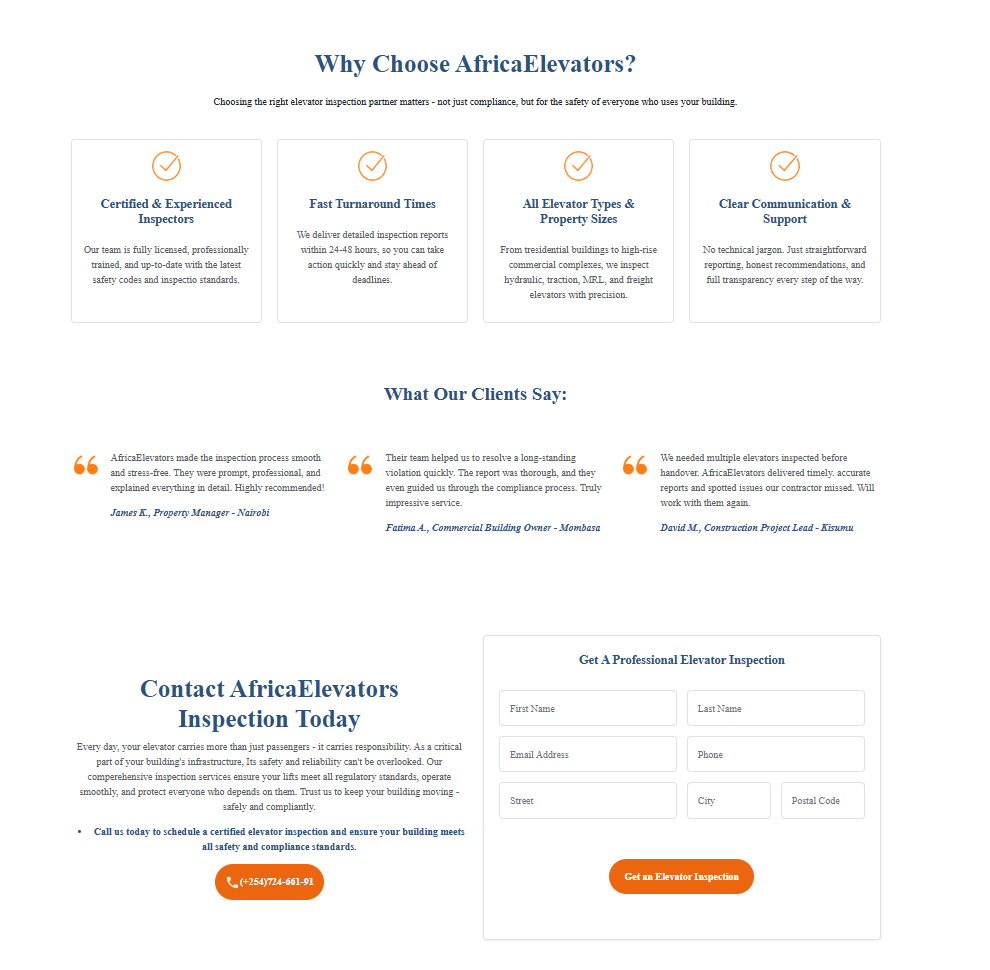 Why Choose AfricaElevators?
Choosing the right elevator inspection partner matters - not just compliance, but for the safety of everyone who uses your building.
Certified & Experienced
Inspectors
Our team is fully licensed, professionally
trained, and up-to-date with the latest
safety codes and inspectio standards.
Fast Turnaround Times
We deliver detailed inspection reports
within 24-48 hours, so you can take
action quickly and stay ahead of
deadlines.
All Elevator Types &
Property Sizes
From tresidential buildings to high-rise
commercial complexes, we inspect
hydraulic, traction, MRL, and freight
elevators with precision.
Clear Communication &
Support
No technical jargon. Just straightforward
reporting, honest recommendations, and
full transparency every step of the way.
What Our Clients Say:
AfricaElevators made the inspection process smooth
and stress-free. They were prompt, professional, and
explained everything in detail. Highly recommended!
James K., Property Manager - Nairobi
Their team helped us to resolve a long-standing
violation quickly. The report was thorough, and they
even guided us through the compliance process. Truly
impressive service.
Fatima A., Commercial Building Owner - Mombasa
We needed multiple elevators inspected before
handover. AfricaElevators delivered timely. accurate
reports and spotted issues our contractor missed. Will
work with them again.
David M., Construction Project Lead - Kisumu
Contact AfricaElevators
Inspection Today
Every day, your elevator carries more than just passengers - it carries responsibility. As a critical
part of your building's infrastructure, Its safety and reliability can't be overlooked. Our
comprehensive inspection services ensure your lifts meet all regulatory standards, operate
smoothly, and protect everyone who depends on them. Trust us to keep your building moving -
safely and compliantly.
• Call us today to schedule a certified elevator inspection and ensure your building meets
all safety and compliance standards.
(+254)724-661-91
Get A Professional Elevator Inspection
First Name
Last Name
Email Address
Phone
Street
City
Postal Code
Get an Elevator Inspection